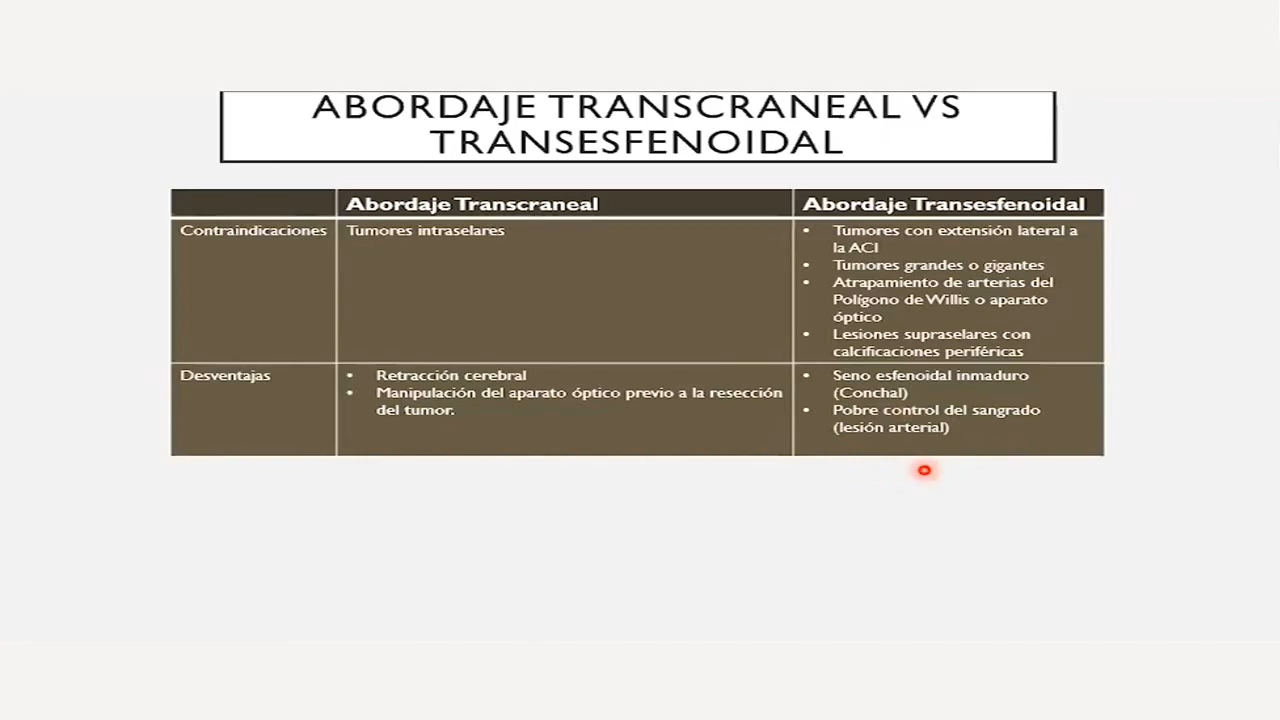 ABORDAJE TRANSCRANEAL VS
TRANSESFENOIDAL
Abordaje Transcraneal
Abordaje Transesfenoidal
Contraindicaciones
Tumores intraselares
• Tumores con extensión lateral a
la ACI
• Tumores grandes o gigantes
• Atrapamiento de arterias del
Polígono de Willis o aparato
óptico
• Lesiones supraselares con
calcificaciones periféricas
Desventajas
• Retracción cerebral
• Manipulación del aparato óptico previo a la resección
del tumor.
• Seno esfenoidal inmaduro
(Conchal)
• Pobre control del sangrado
(lesión arterial)